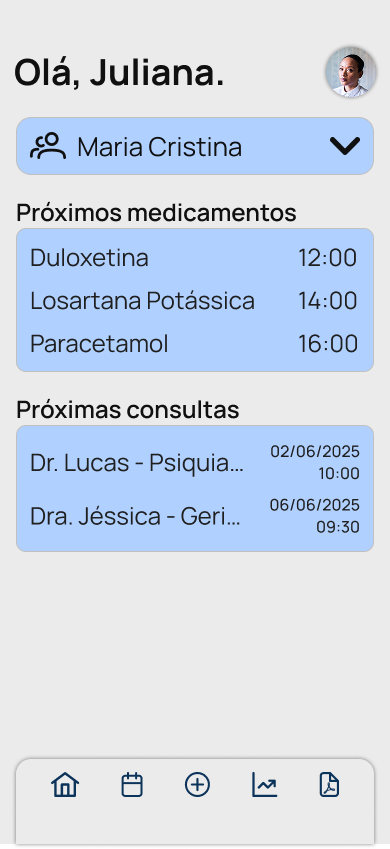 Olá, Juliana.
Maria Cristina
Próximos medicamentos
Duloxetina 12:00
Losartana Potássica 14:00
Paracetamol 16:00
Próximas consultas
Dr. Lucas - Psiquia... 02/06/2025
10:00
Dra. Jéssica - Geri... 06/06/2025
09:30